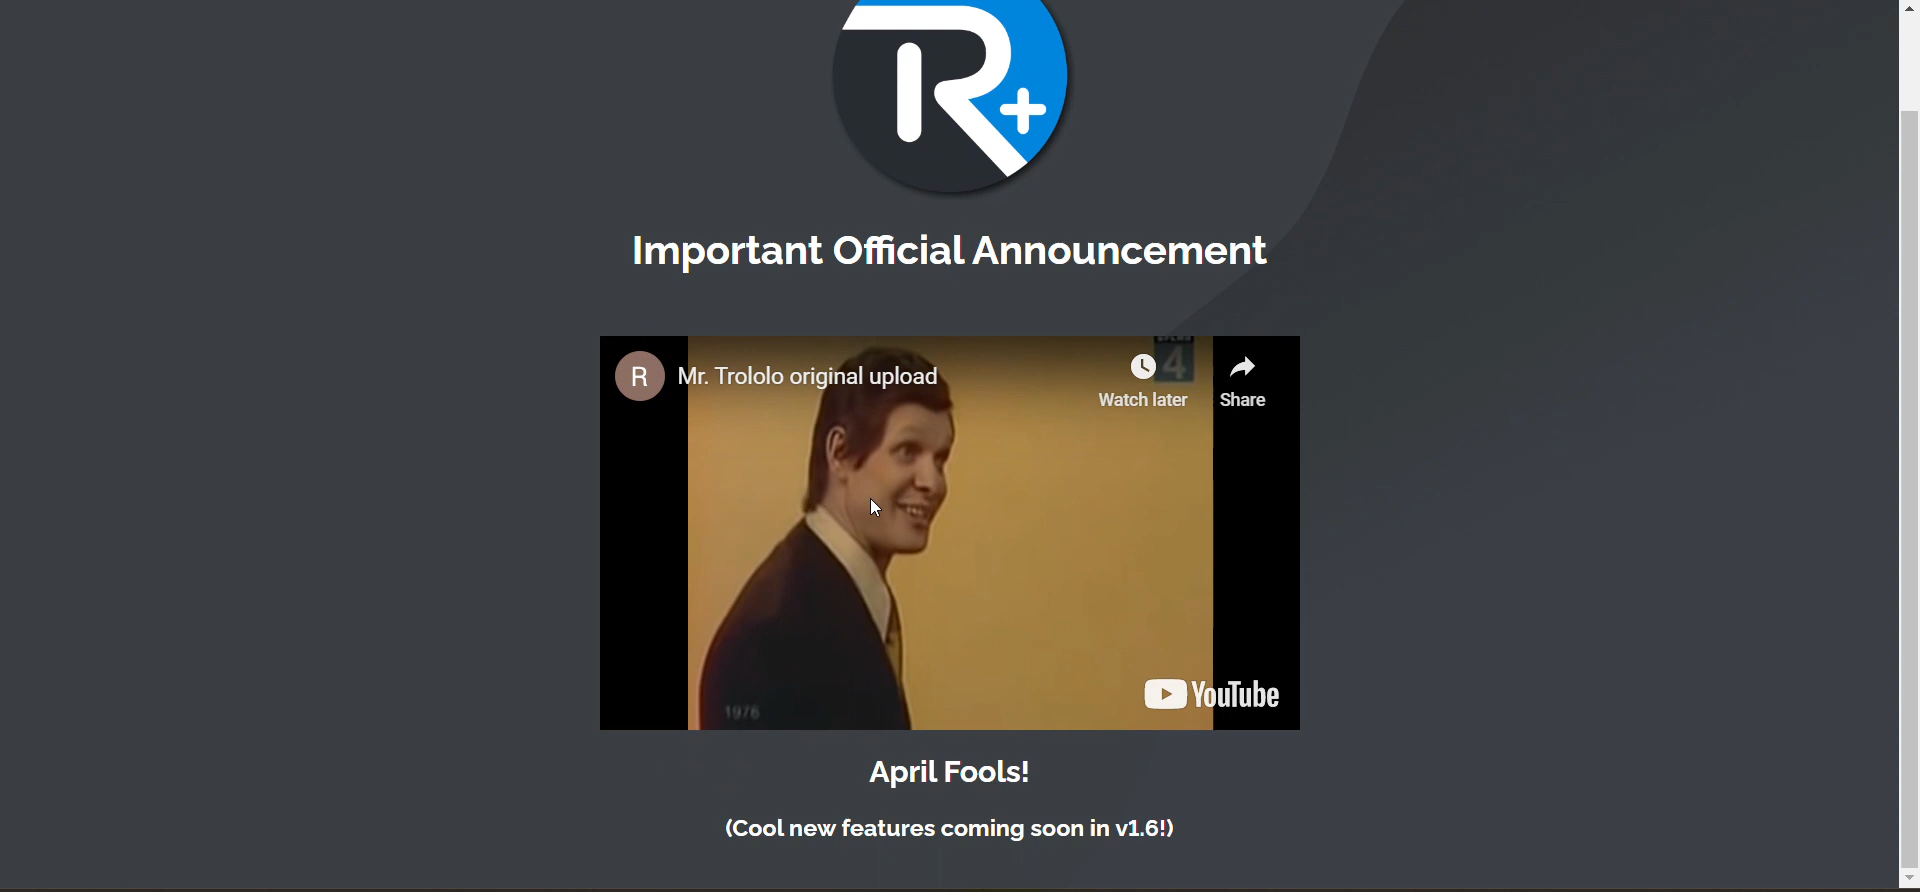 R+
Important Official Announcement
R
Mr. Trololo original upload
4
Watch later
Share
1976
YouTube
April Fools!
(Cool new features coming soon in v1.6!)